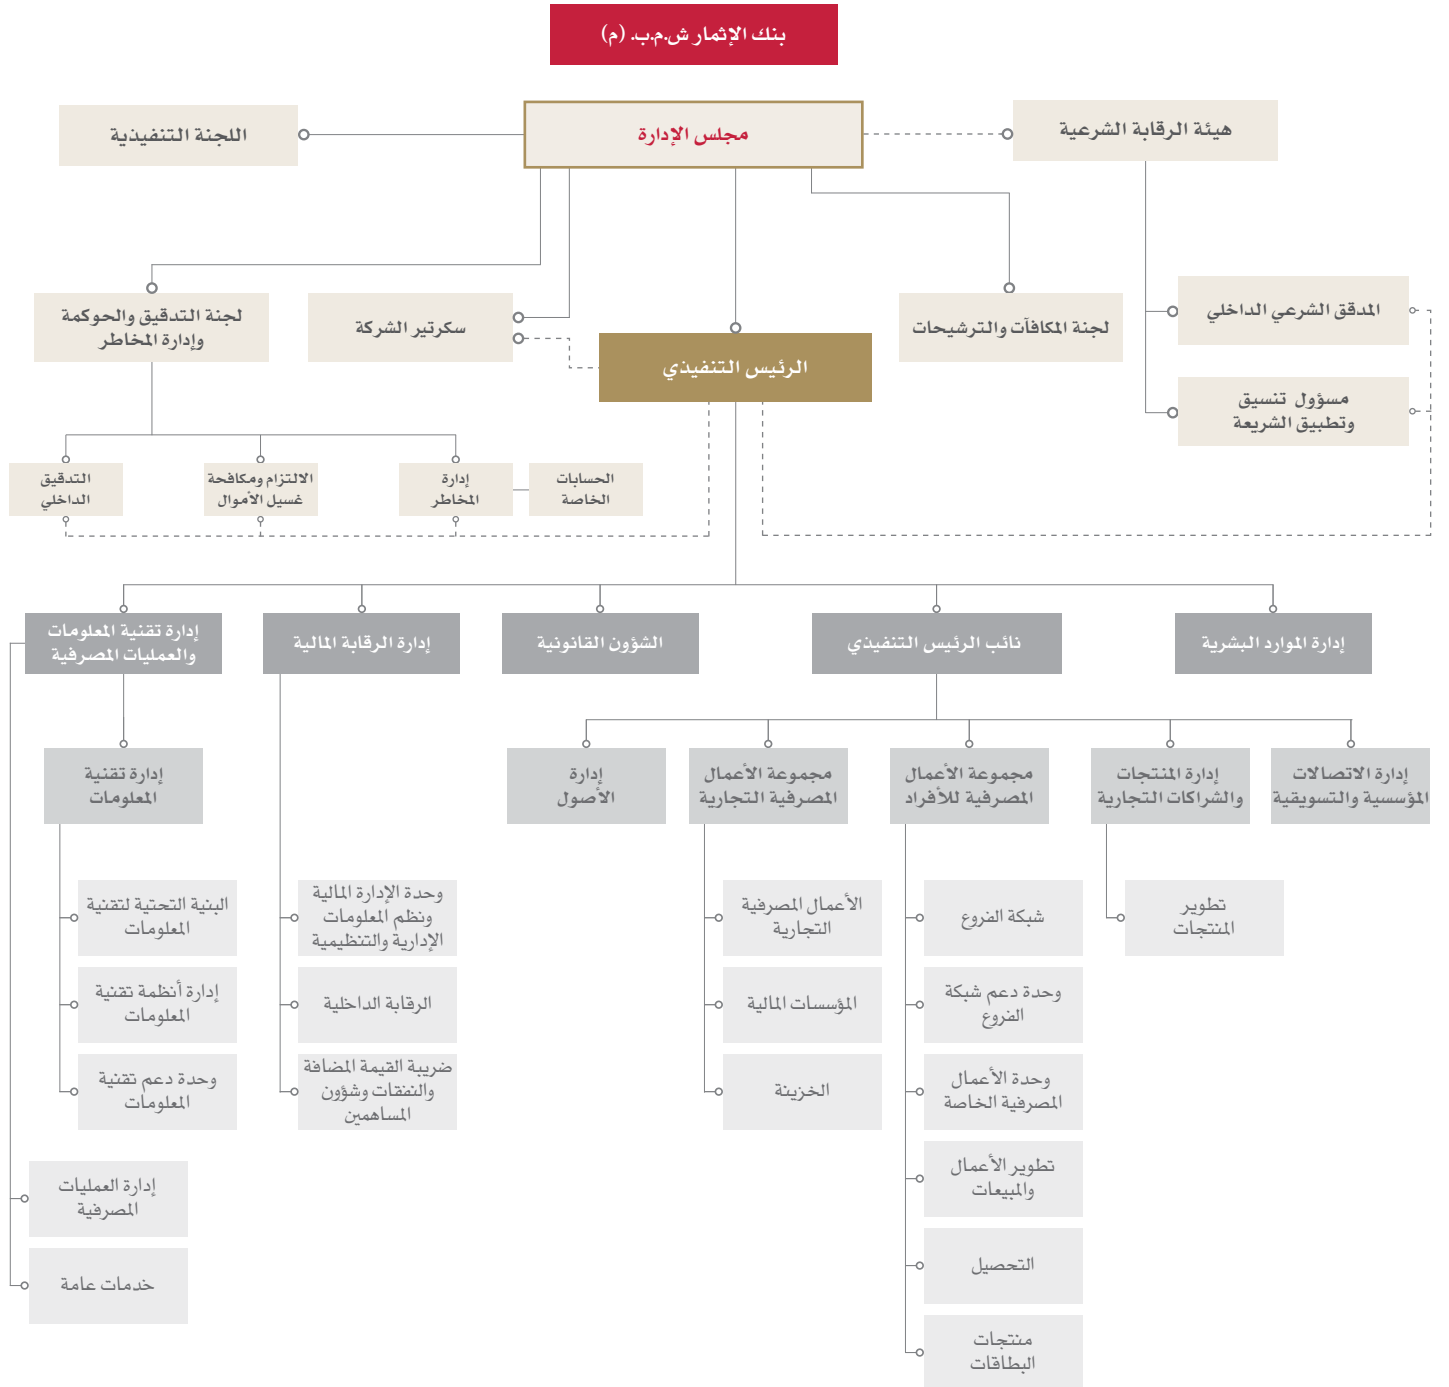 بنك الإثمار ش.م.ب. (م)
هيئة الرقابة الشرعية
مجلس الإدارة
اللجنة التنفيذية
المدقق الشرعي الداخلي
مسؤول تنسيق
وتطبيق الشريعة
لجنة المكافآت والترشيحات
سكرتير الشركة
لجنة التدقيق والحوكمة
وإدارة المخاطر
الرئيس التنفيذي
الحسابات
الخاصة
إدارة
المخاطر
الالتزام ومكافحة
غسيل الأموال
التدقيق
الداخلي
إدارة الموارد البشرية
نائب الرئيس التنفيذي
الشؤون القانونية
إدارة الرقابة المالية
إدارة تقنية المعلومات
والعمليات المصرفية
إدارة الاتصالات
المؤسسية والتسويقية
إدارة المنتجات
والشراكات التجارية
مجموعة الأعمال
المصرفية للأفراد
مجموعة الأعمال
المصرفية التجارية
إدارة
الأصول
إدارة تقنية
المعلومات
تطوير
المنتجات
شبكة الفروع
وحدة دعم شبكة
الفروع
وحدة الأعمال
المصرفية الخاصة
تطوير الأعمال
والمبيعات
التحصيل
منتجات
البطاقات
الأعمال المصرفية
التجارية
المؤسسات المالية
الخزينة
وحدة الإدارة المالية
ونظم المعلومات
الإدارية والتنظيمية
الرقابة الداخلية
ضريبة القيمة المضافة
والنفقات وشؤون
المساهمين
البنية التحتية لتقنية
المعلومات
إدارة أنظمة تقنية
المعلومات
وحدة دعم تقنية
المعلومات
إدارة العمليات
المصرفية
خدمات عامة